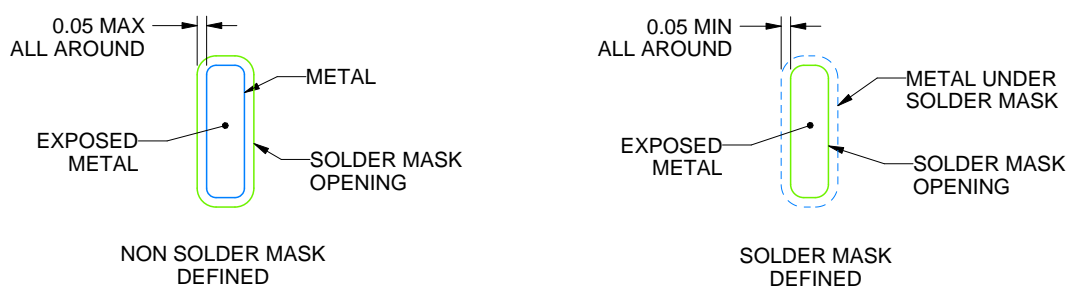 0.05 MAX
ALL AROUND
METAL
EXPOSED
METAL
SOLDER MASK
OPENING
NON SOLDER MASK
DEFINED
0.05 MIN
ALL AROUND
METAL UNDER
SOLDER MASK
EXPOSED
METAL
SOLDER MASK
OPENING
SOLDER MASK
DEFINED